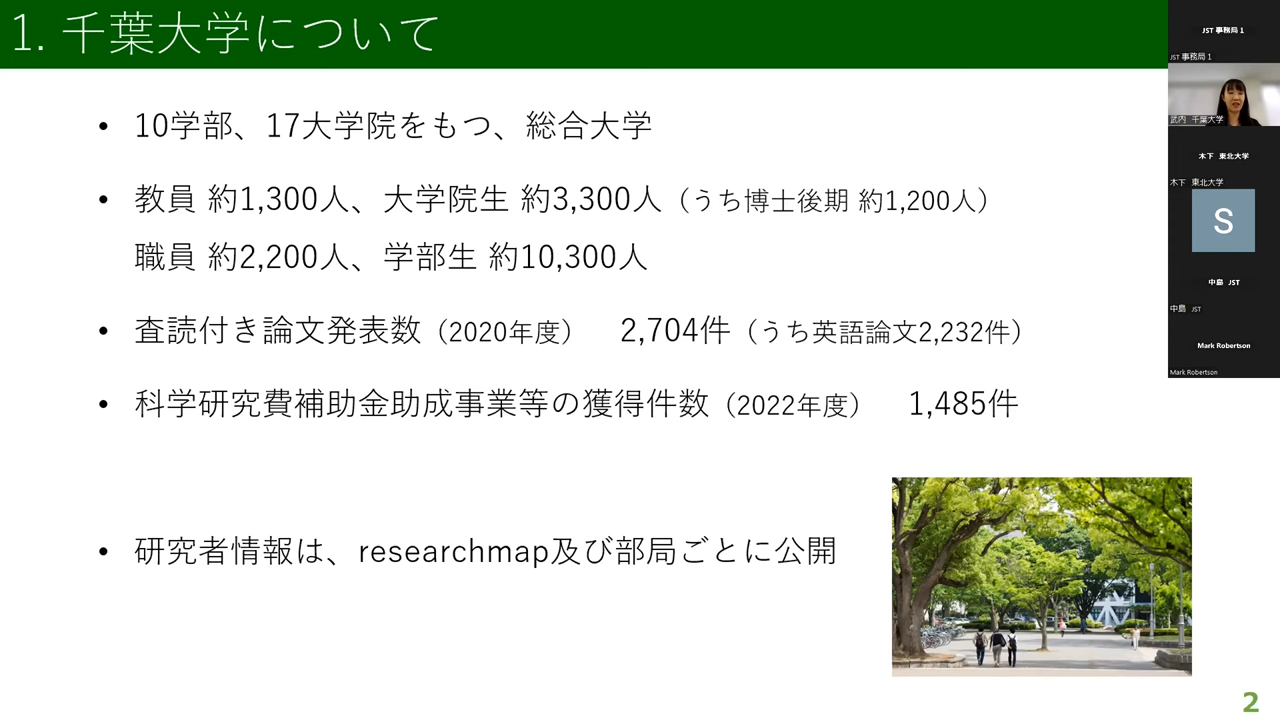 1. 千葉大学について
• 10学部、17大学院をもつ、総合大学
• 教員 約1,300人、大学院生 約3,300人（うち博士後期 約1,200人）
職員 約2,200人、学部生 約10,300人
• 査読付き論文発表数（2020年度） 2,704件（うち英語論文2,232件）
• 科学研究費補助金助成事業等の獲得件数（2022年度） 1,485件
• 研究者情報は、researchmap及び部局ごとに公開
2
JST 事務局１
JST 事務局１
武内 千葉大学
木下 東北大学
木下 東北大学
S
中島 JST
中島 JST
Mark Robertson
Mark Robertson